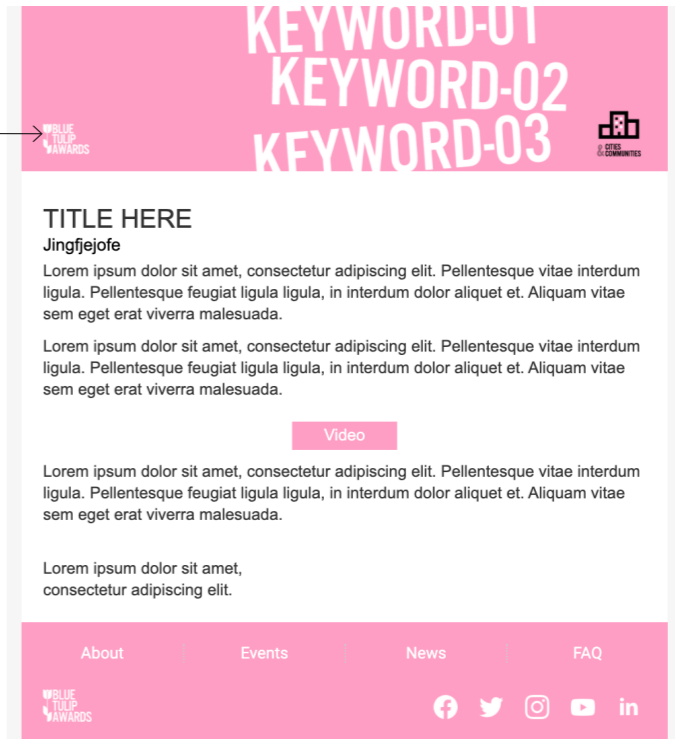 KEYWORD-01
KEYWORD-02
KEYWORD-03
BLUE
TULIP
AWARDS
@ CITIES
& COMMUNITIES
TITLE HERE
Jingfjejofe
Lorem ipsum dolor sit amet, consectetur adipiscing elit. Pellentesque vitae interdum
ligula. Pellentesque feugiat ligula ligula, in interdum dolor aliquet et. Aliquam vitae
sem eget erat viverra malesuada.
Lorem ipsum dolor sit amet, consectetur adipiscing elit. Pellentesque vitae interdum
ligula. Pellentesque feugiat ligula ligula, in interdum dolor aliquet et. Aliquam vitae
sem eget erat viverra malesuada.
Video
Lorem ipsum dolor sit amet, consectetur adipiscing elit. Pellentesque vitae interdum
ligula. Pellentesque feugiat ligula ligula, in interdum dolor aliquet et. Aliquam vitae
sem eget erat viverra malesuada.
Lorem ipsum dolor sit amet,
consectetur adipiscing elit.
About Events News FAQ
BLUE
TULIP
AWARDS
in